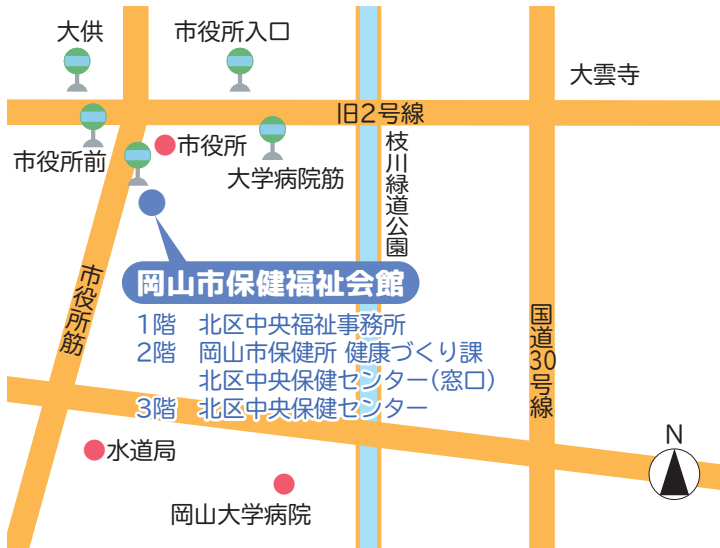 大供
市役所入口
大雲寺
旧2号線
市役所前
市役所
大学病院筋
枝川緑道公園
岡山市保健福祉会館
1階 北区中央福祉事務所
2階 岡山市保健所 健康づくり課
北区中央保健センター(窓口)
3階 北区中央保健センター
市役所筋
国道30号線
水道局
岡山大学病院
N